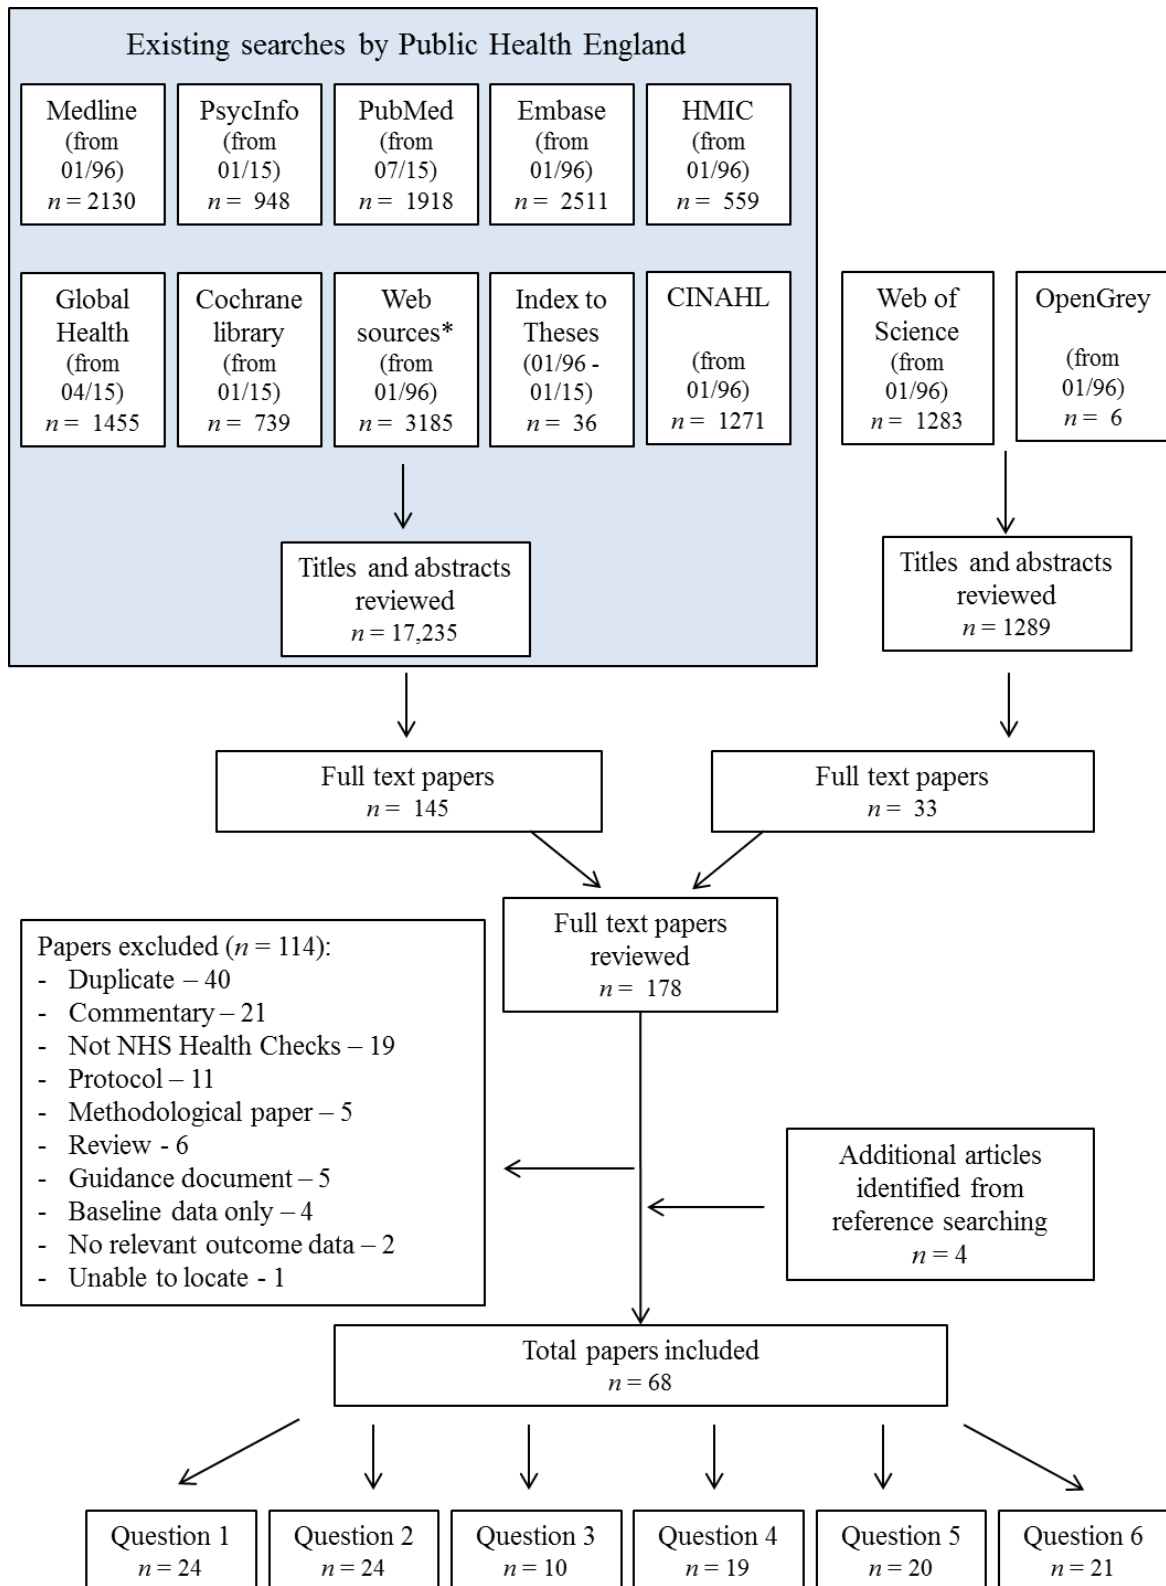 Existing searches by Public Health England
Medline
(from
01/96)
n = 2130
PsycInfo
(from
01/15)
n = 948
PubMed
(from
07/15)
n = 1918
Embase
(from
01/96)
n = 2511
HMIC
(from
01/96)
n = 559
Global
Health
(from
04/15)
n = 1455
Cochrane
library
(from
01/15)
n = 739
Web
sources*
(from
01/96)
n = 3185
Index to
Theses
(01/96 -
01/15)
n = 36
CINAHL
(from
01/96)
n = 1271
Web of
Science
(from
01/96)
n = 1283
OpenGrey
(from
01/96)
n = 6
Titles and abstracts
reviewed
n = 17,235
Titles and abstracts
reviewed
n = 1289
Full text papers
n = 145
Full text papers
n = 33
Full text papers
reviewed
n = 178
Papers excluded (n = 114):
- Duplicate – 40
- Commentary – 21
- Not NHS Health Checks – 19
- Protocol – 11
- Methodological paper – 5
- Review - 6
- Guidance document – 5
- Baseline data only – 4
- No relevant outcome data – 2
- Unable to locate - 1
Additional articles
identified from
reference searching
n = 4
Total papers included
n = 68
Question 1
n = 24
Question 2
n = 24
Question 3
n = 10
Question 4
n = 19
Question 5
n = 20
Question 6
n = 21